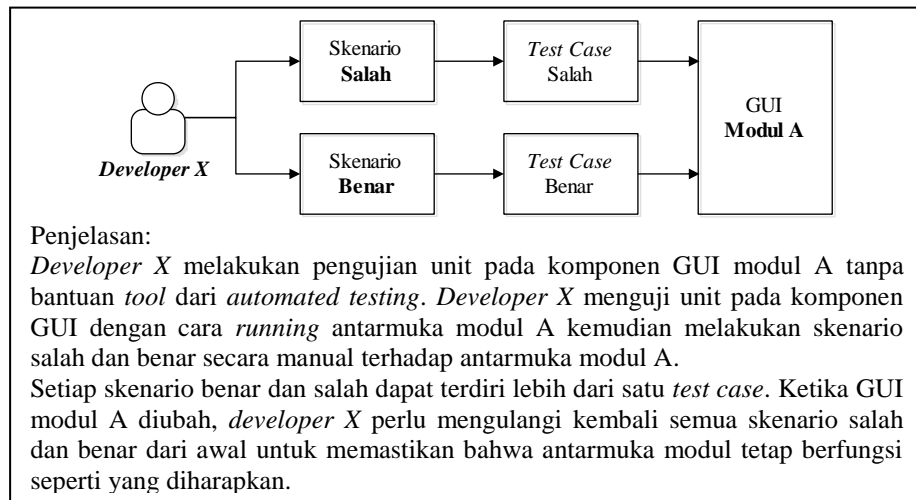 Skenario
Salah
Test Case
Salah
GUI
Modul A
Developer X
Skenario
Benar
Test Case
Benar
Penjelasan:
Developer X melakukan pengujian unit pada komponen GUI modul A tanpa
bantuan tool dari automated testing. Developer X menguji unit pada komponen
GUI dengan cara running antarmuka modul A kemudian melakukan skenario
salah dan benar secara manual terhadap antarmuka modul A.
Setiap skenario benar dan salah dapat terdiri lebih dari satu test case. Ketika GUI
modul A diubah, developer X perlu mengulangi kembali semua skenario salah
dan benar dari awal untuk memastikan bahwa antarmuka modul tetap berfungsi
seperti yang diharapkan.